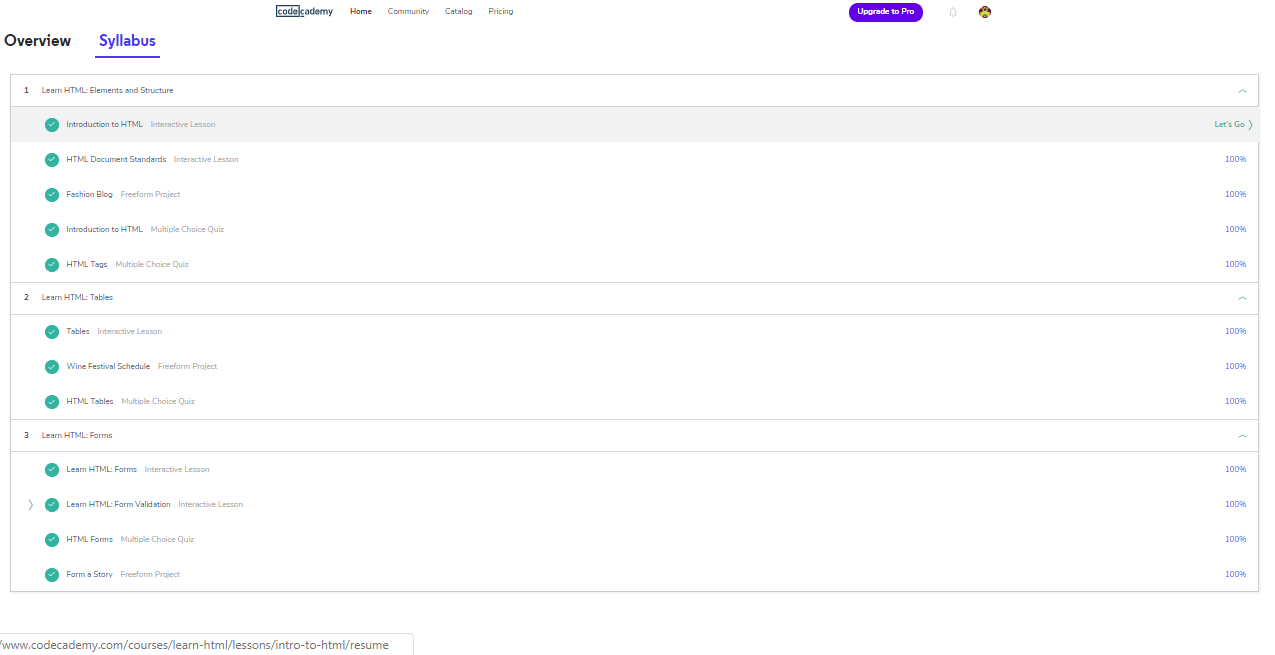 codecademy Home Community Catalog Pricing Upgrade to Pro
Overview Syllabus
1 Learn HTML: Elements and Structure
Introduction to HTML Interactive Lesson Let's Go
HTML Document Standards Interactive Lesson 100%
Fashion Blog Freeform Project 100%
Introduction to HTML Multiple Choice Quiz 100%
HTML Tags Multiple Choice Quiz 100%
2 Learn HTML: Tables
Tables Interactive Lesson 100%
Wine Festival Schedule Freeform Project 100%
HTML Tables Multiple Choice Quiz 100%
3 Learn HTML: Forms
Learn HTML: Forms Interactive Lesson 100%
Learn HTML: Form Validation Interactive Lesson 100%
HTML Forms Multiple Choice Quiz 100%
Form a Story Freeform Project 100%
/www.codecademy.com/courses/learn-html/lessons/intro-to-html/resume